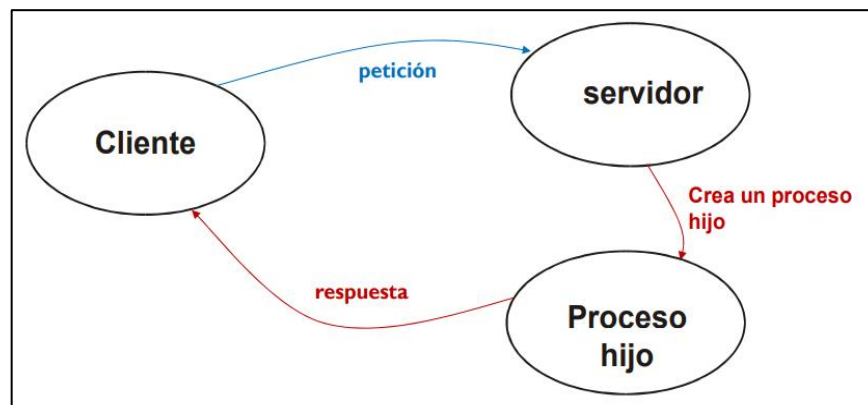 petición
servidor
Cliente
Crea un proceso
hijo
respuesta
Proceso
hijo